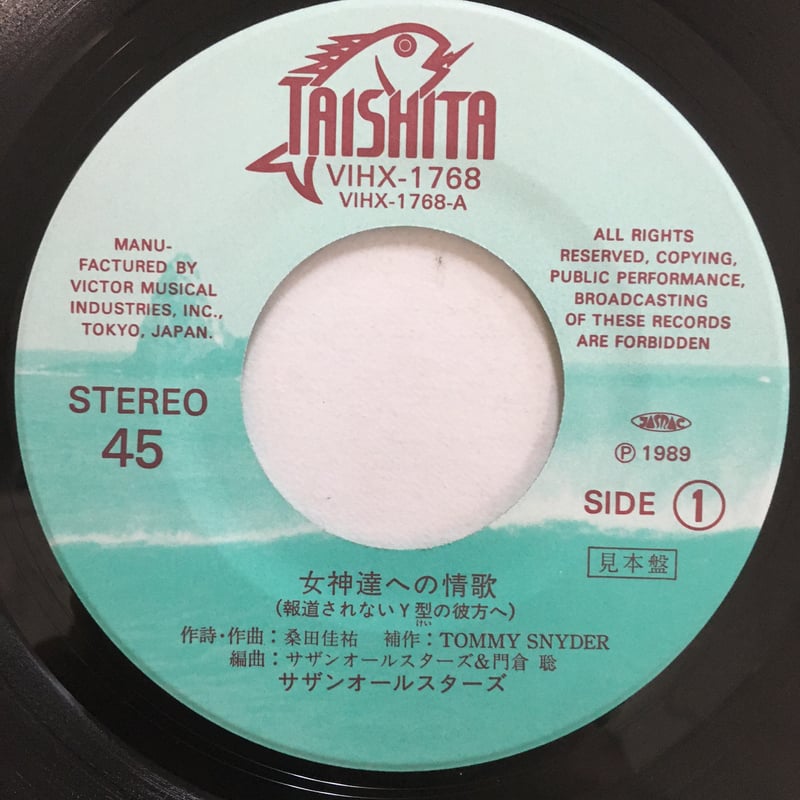 TAISHITA
VIHX-1768
VIHX-1768-A
MANU-
FACTURED BY
VICTOR MUSICAL
INDUSTRIES, INC.,
TOKYO, JAPAN.
ALL RIGHTS
RESERVED, COPYING,
PUBLIC PERFORMANCE,
BROADCASTING
OF THESE RECORDS
ARE FORBIDDEN
STEREO
45
JASRAC
Ⓟ 1989
SIDE ①
見本盤
女神達への情歌
(報道されないY型の彼方へ)
けい
作詩・作曲：桑田佳祐 補作：TOMMY SNYDER
編曲：サザンオールスターズ&門倉 聡
サザンオールスターズ